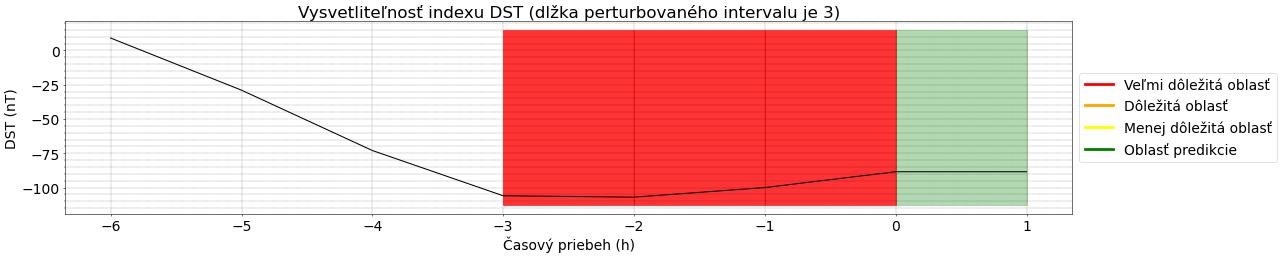 Vysvetliteľnosť indexu DST (dlžka perturbovaného intervalu je 3)
DST (nT)
0
−25
−50
−75
−100
−6 −5 −4 −3 −2 −1 0 1
Časový priebeh (h)
Veľmi dôležitá oblasť
Dôležitá oblasť
Menej dôležitá oblasť
Oblasť predikcie